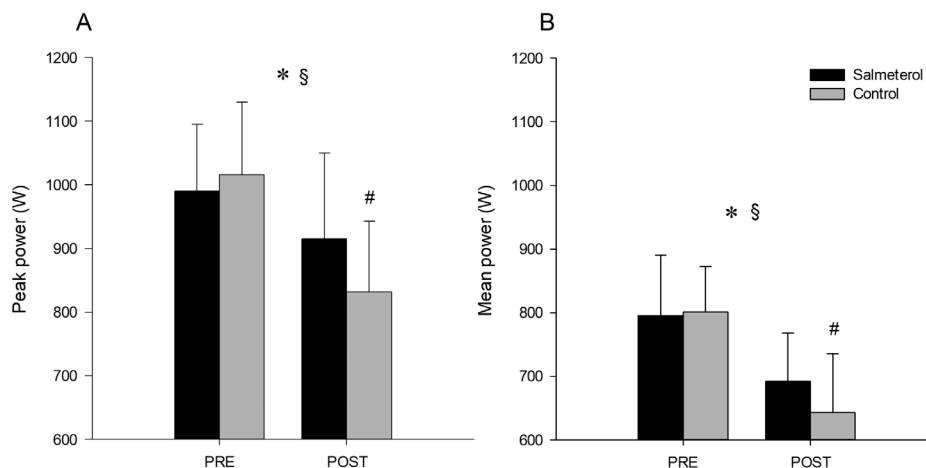 A
Peak power (W)
1200
1100
1000
900
800
700
600
* §
#
PRE
POST
B
Mean power (W)
1200
1100
1000
900
800
700
600
Salmeterol
Control
* §
#
PRE
POST